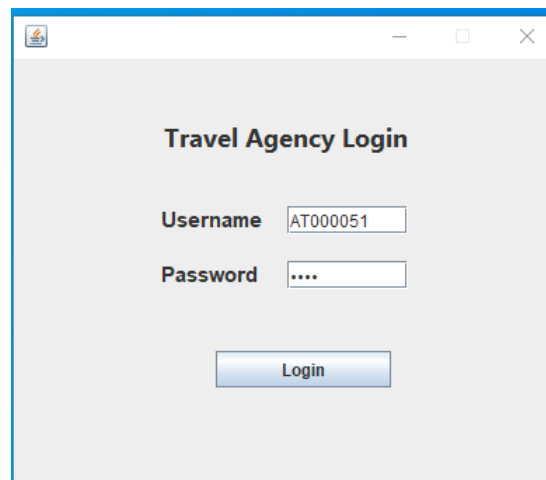 Travel Agency Login
Username AT000051
Password ••••
Login